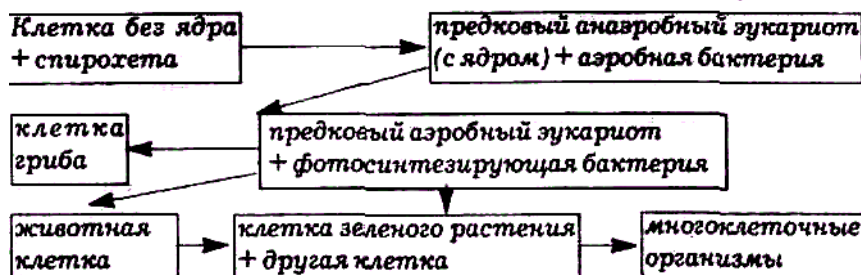 Клетка без ядра
+ спирохета
предковый анаэробный эукариот
(с ядром) + аэробная бактерия
клетка
гриба
предковый аэробный эукариот
+ фотосинтезирующая бактерия
животная
клетка
клетка зеленого растения
+ другая клетка
многоклеточные
организмы